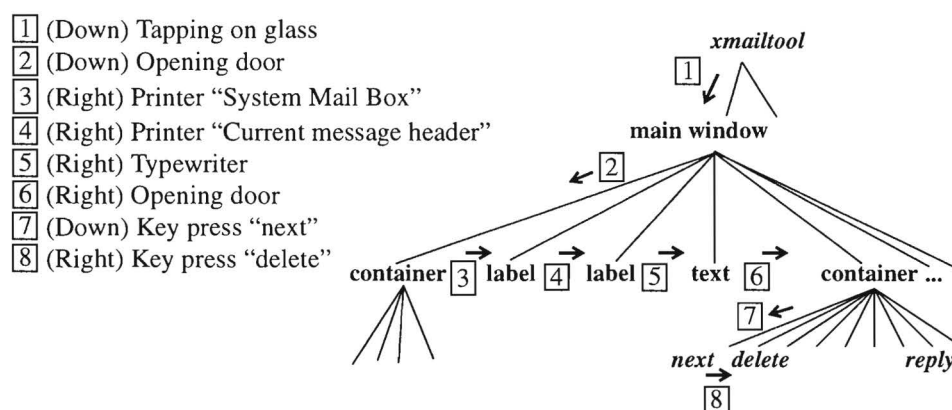 1 (Down) Tapping on glass
2 (Down) Opening door
3 (Right) Printer “System Mail Box”
4 (Right) Printer “Current message header”
5 (Right) Typewriter
6 (Right) Opening door
7 (Down) Key press “next”
8 (Right) Key press “delete”
xmailtool
1
main window
2
container 3 label 4 label 5 text 6 container ...
7
next delete reply
8